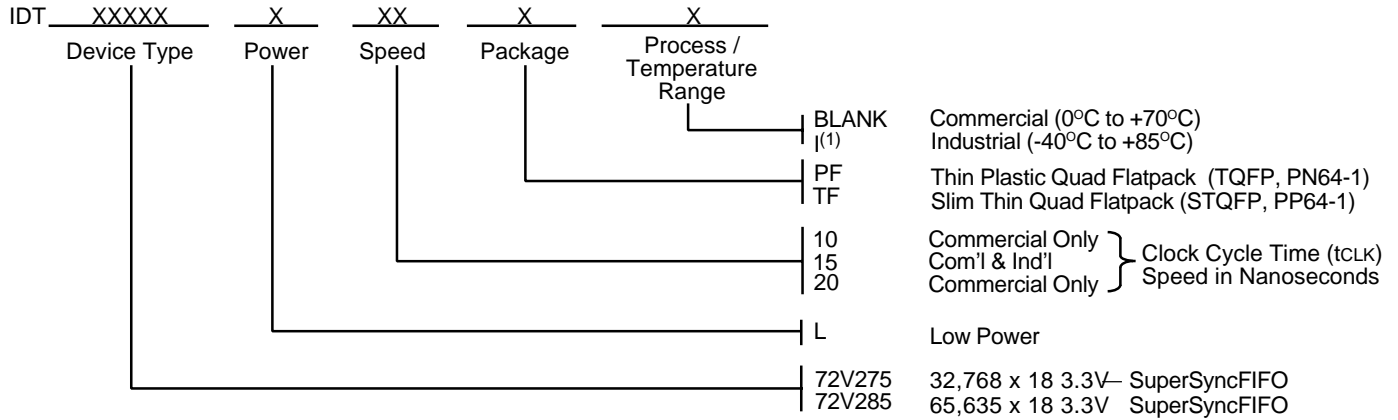 IDT XXXXX X XX X X
Device Type Power Speed Package Process /
Temperature
Range
BLANK Commercial (0°C to +70°C)
I(1) Industrial (-40°C to +85°C)
PF Thin Plastic Quad Flatpack (TQFP, PN64-1)
TF Slim Thin Quad Flatpack (STQFP, PP64-1)
10 Commercial Only
15 Com'l & Ind'l Clock Cycle Time (tCLK)
20 Commercial Only Speed in Nanoseconds
L Low Power
72V275 32,768 x 18 3.3V— SuperSyncFIFO
72V285 65,635 x 18 3.3V SuperSyncFIFO